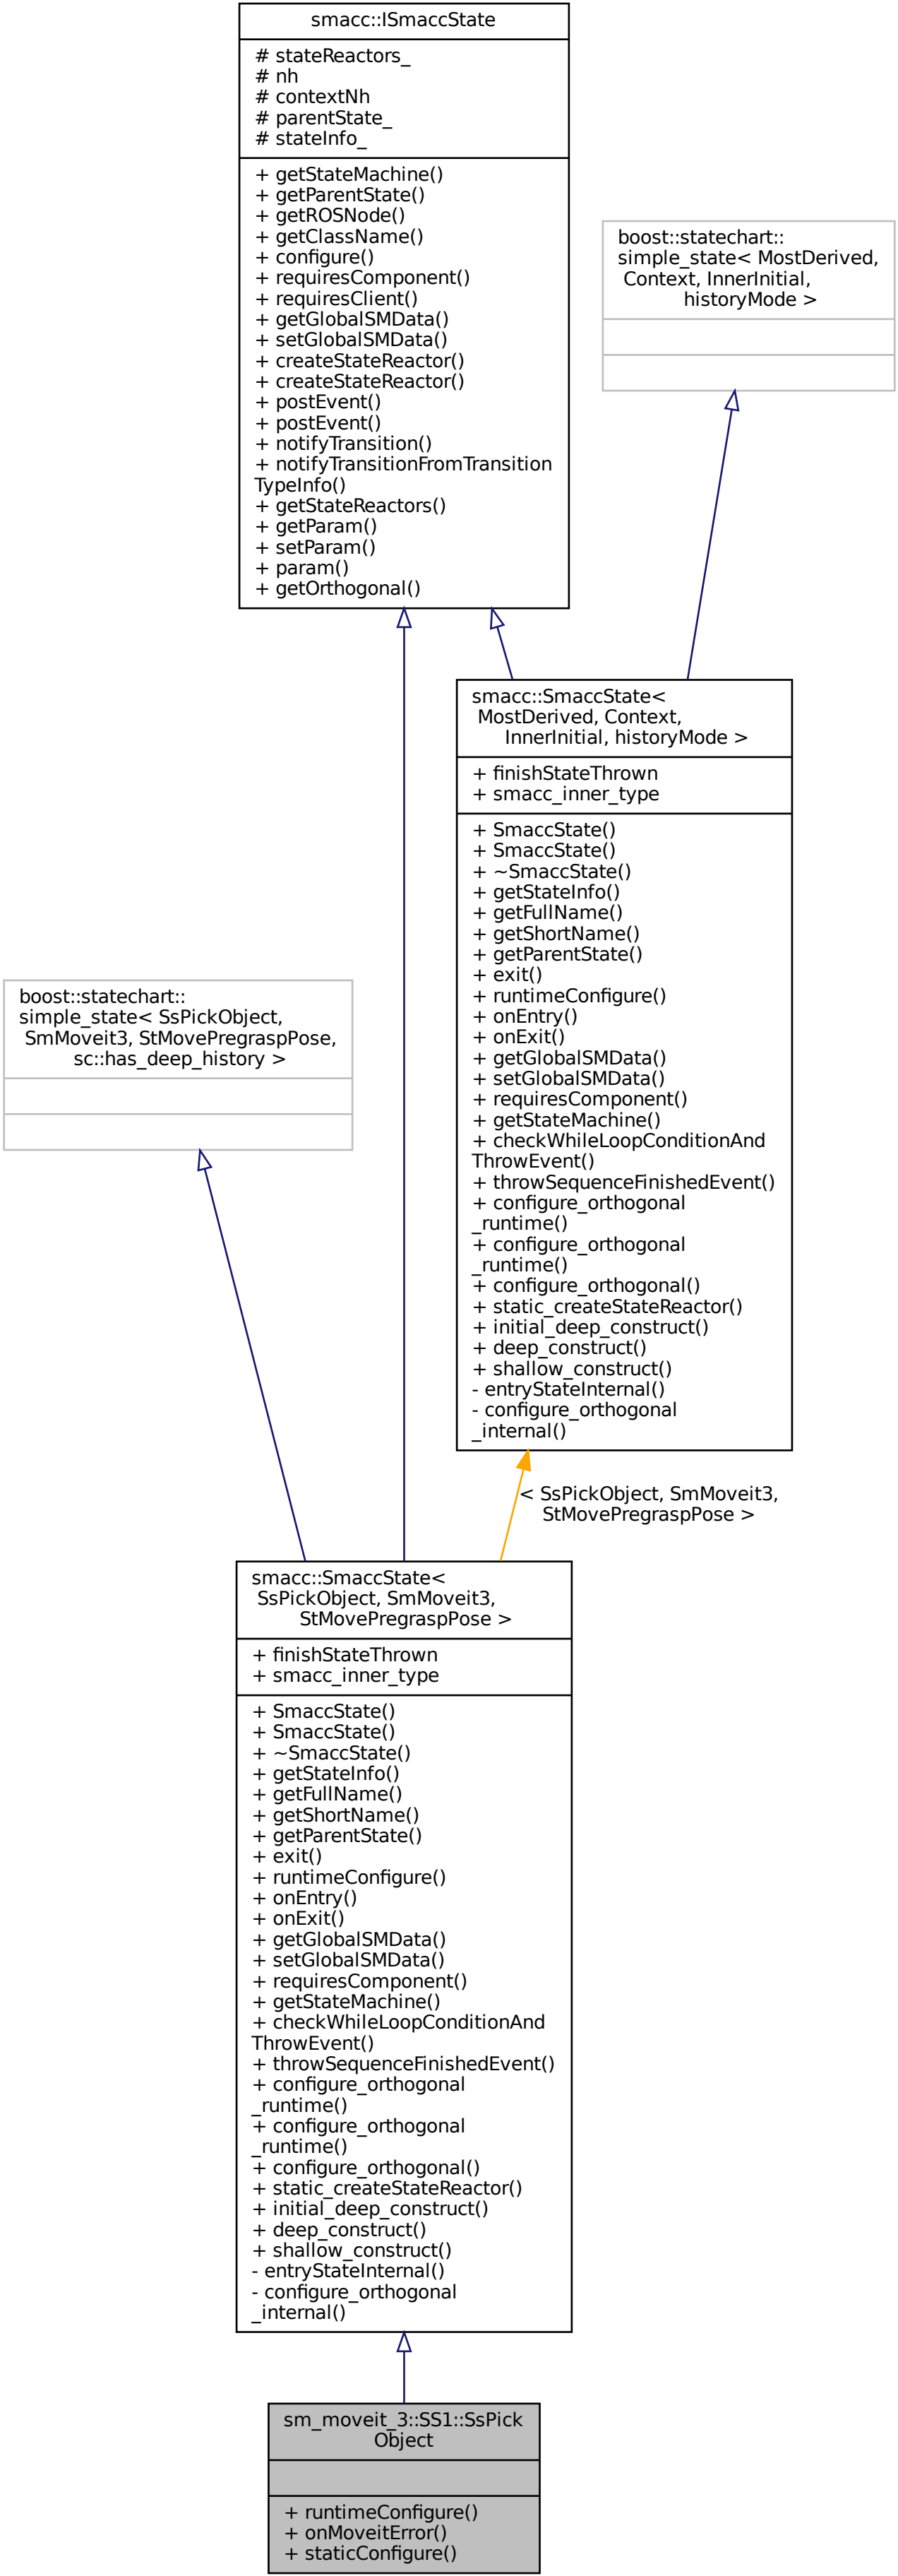 smacc::ISmaccState
# stateReactors_
# nh
# contextNh
# parentState_
# stateInfo_
+ getStateMachine()
+ getParentState()
+ getROSNode()
+ getClassName()
+ configure()
+ requiresComponent()
+ requiresClient()
+ getGlobalSMData()
+ setGlobalSMData()
+ createStateReactor()
+ createStateReactor()
+ postEvent()
+ postEvent()
+ notifyTransition()
+ notifyTransitionFromTransition
TypeInfo()
+ getStateReactors()
+ getParam()
+ setParam()
+ param()
+ getOrthogonal()
boost::statechart::
simple_state< MostDerived,
Context, InnerInitial,
historyMode >
smacc::SmaccState<
MostDerived, Context,
InnerInitial, historyMode >
+ finishStateThrown
+ smacc_inner_type
+ SmaccState()
+ SmaccState()
+ ~SmaccState()
+ getStateInfo()
+ getFullName()
+ getShortName()
+ getParentState()
+ exit()
+ runtimeConfigure()
+ onEntry()
+ onExit()
+ getGlobalSMData()
+ setGlobalSMData()
+ requiresComponent()
+ getStateMachine()
+ checkWhileLoopConditionAnd
ThrowEvent()
+ throwSequenceFinishedEvent()
+ configure_orthogonal
_runtime()
+ configure_orthogonal
_runtime()
+ configure_orthogonal()
+ static_createStateReactor()
+ initial_deep_construct()
+ deep_construct()
+ shallow_construct()
- entryStateInternal()
- configure_orthogonal
_internal()
boost::statechart::
simple_state< SsPickObject,
SmMoveit3, StMovePregraspPose,
sc::has_deep_history >
< SsPickObject, SmMoveit3,
StMovePregraspPose >
smacc::SmaccState<
SsPickObject, SmMoveit3,
StMovePregraspPose >
+ finishStateThrown
+ smacc_inner_type
+ SmaccState()
+ SmaccState()
+ ~SmaccState()
+ getStateInfo()
+ getFullName()
+ getShortName()
+ getParentState()
+ exit()
+ runtimeConfigure()
+ onEntry()
+ onExit()
+ getGlobalSMData()
+ setGlobalSMData()
+ requiresComponent()
+ getStateMachine()
+ checkWhileLoopConditionAnd
ThrowEvent()
+ throwSequenceFinishedEvent()
+ configure_orthogonal
_runtime()
+ configure_orthogonal
_runtime()
+ configure_orthogonal()
+ static_createStateReactor()
+ initial_deep_construct()
+ deep_construct()
+ shallow_construct()
- entryStateInternal()
- configure_orthogonal
_internal()
sm_moveit_3::SS1::SsPick
Object
+ runtimeConfigure()
+ onMoveitError()
+ staticConfigure()